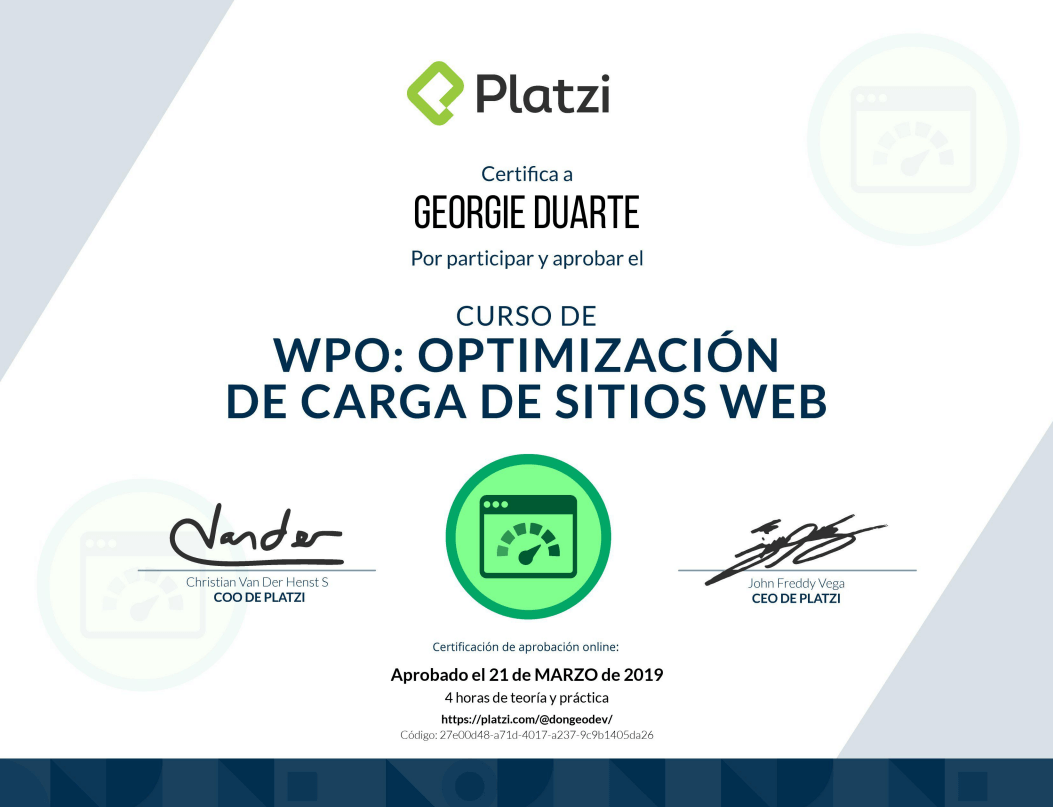 Platzi
Certifica a
GEORGIE DUARTE
Por participar y aprobar el
CURSO DE
WPO: OPTIMIZACIÓN
DE CARGA DE SITIOS WEB
Vander
Christian Van Der Henst S
COO DE PLATZI
John Freddy Vega
CEO DE PLATZI
Certificación de aprobación online:
Aprobado el 21 de MARZO de 2019
4 horas de teoría y práctica
https://platzi.com/@dongeodev/
Código: 27e00d48-a71d-4017-a237-9c9b1405da26